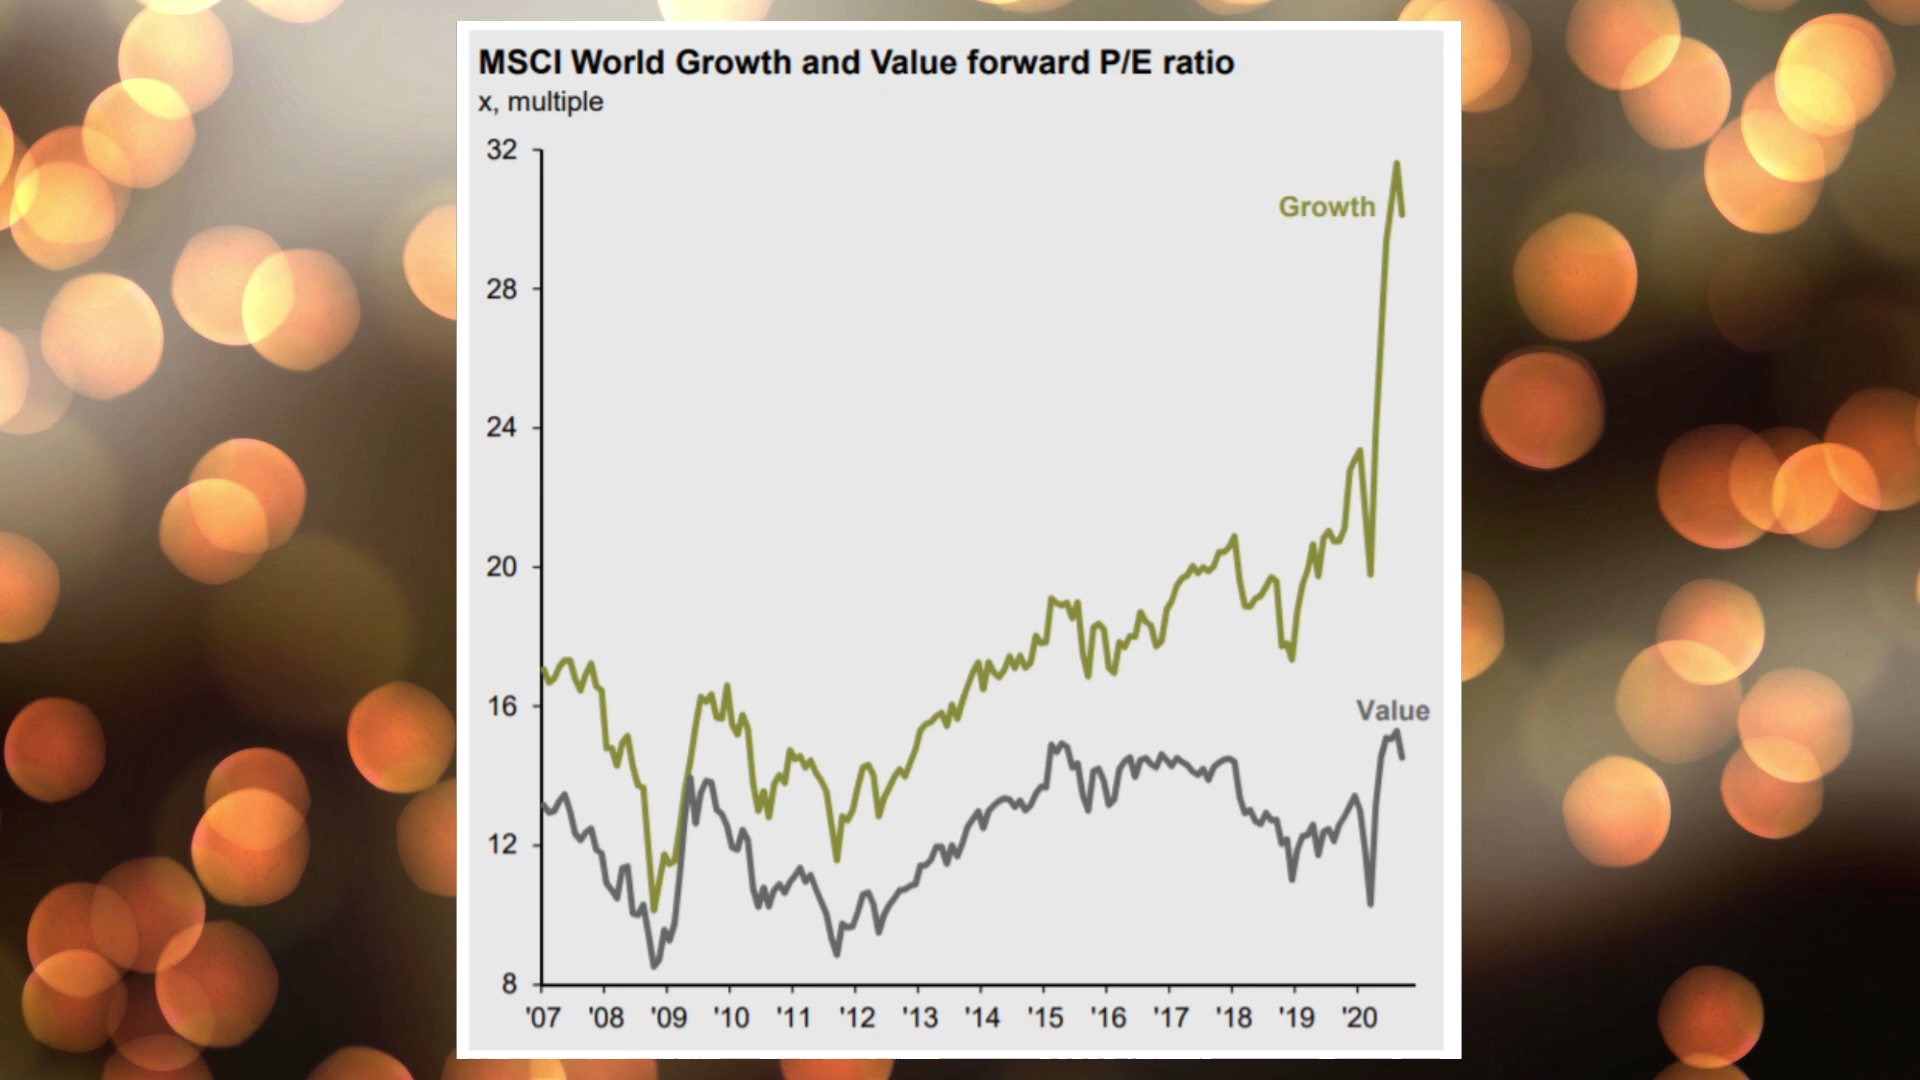 MSCI World Growth and Value forward P/E ratio
x, multiple
32
Growth
28
24
20
16
Value
12
8
'07 '08 '09 '10 '11 '12 '13 '14 '15 '16 '17 '18 '19 '20